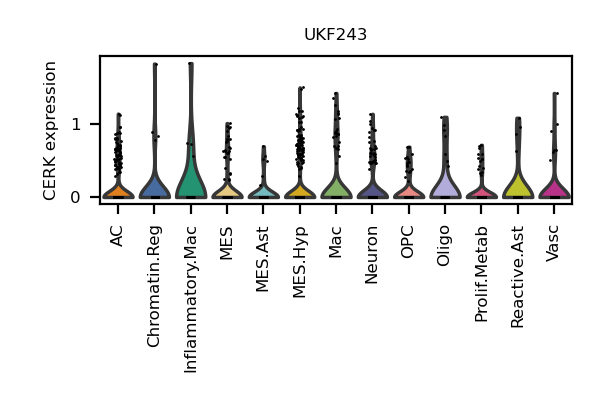 UKF243
CERK expression
1
0
AC
Chromatin.Reg
Inflammatory.Mac
MES
MES.Ast
MES.Hyp
Mac
Neuron
OPC
Oligo
Prolif.Metab
Reactive.Ast
Vasc